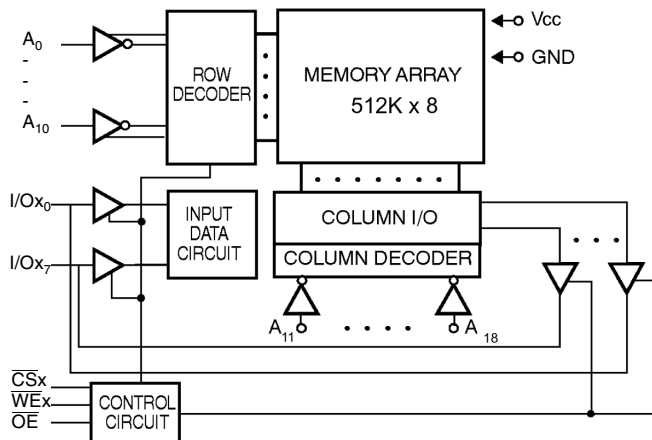 A0
-
-
-
A10
ROW
DECODER
MEMORY ARRAY
512K x 8
Vcc
GND
I/Ox0
I/Ox7
INPUT
DATA
CIRCUIT
COLUMN I/O
COLUMN DECODER
A11
A18
CSx
WEx
OE
CONTROL
CIRCUIT